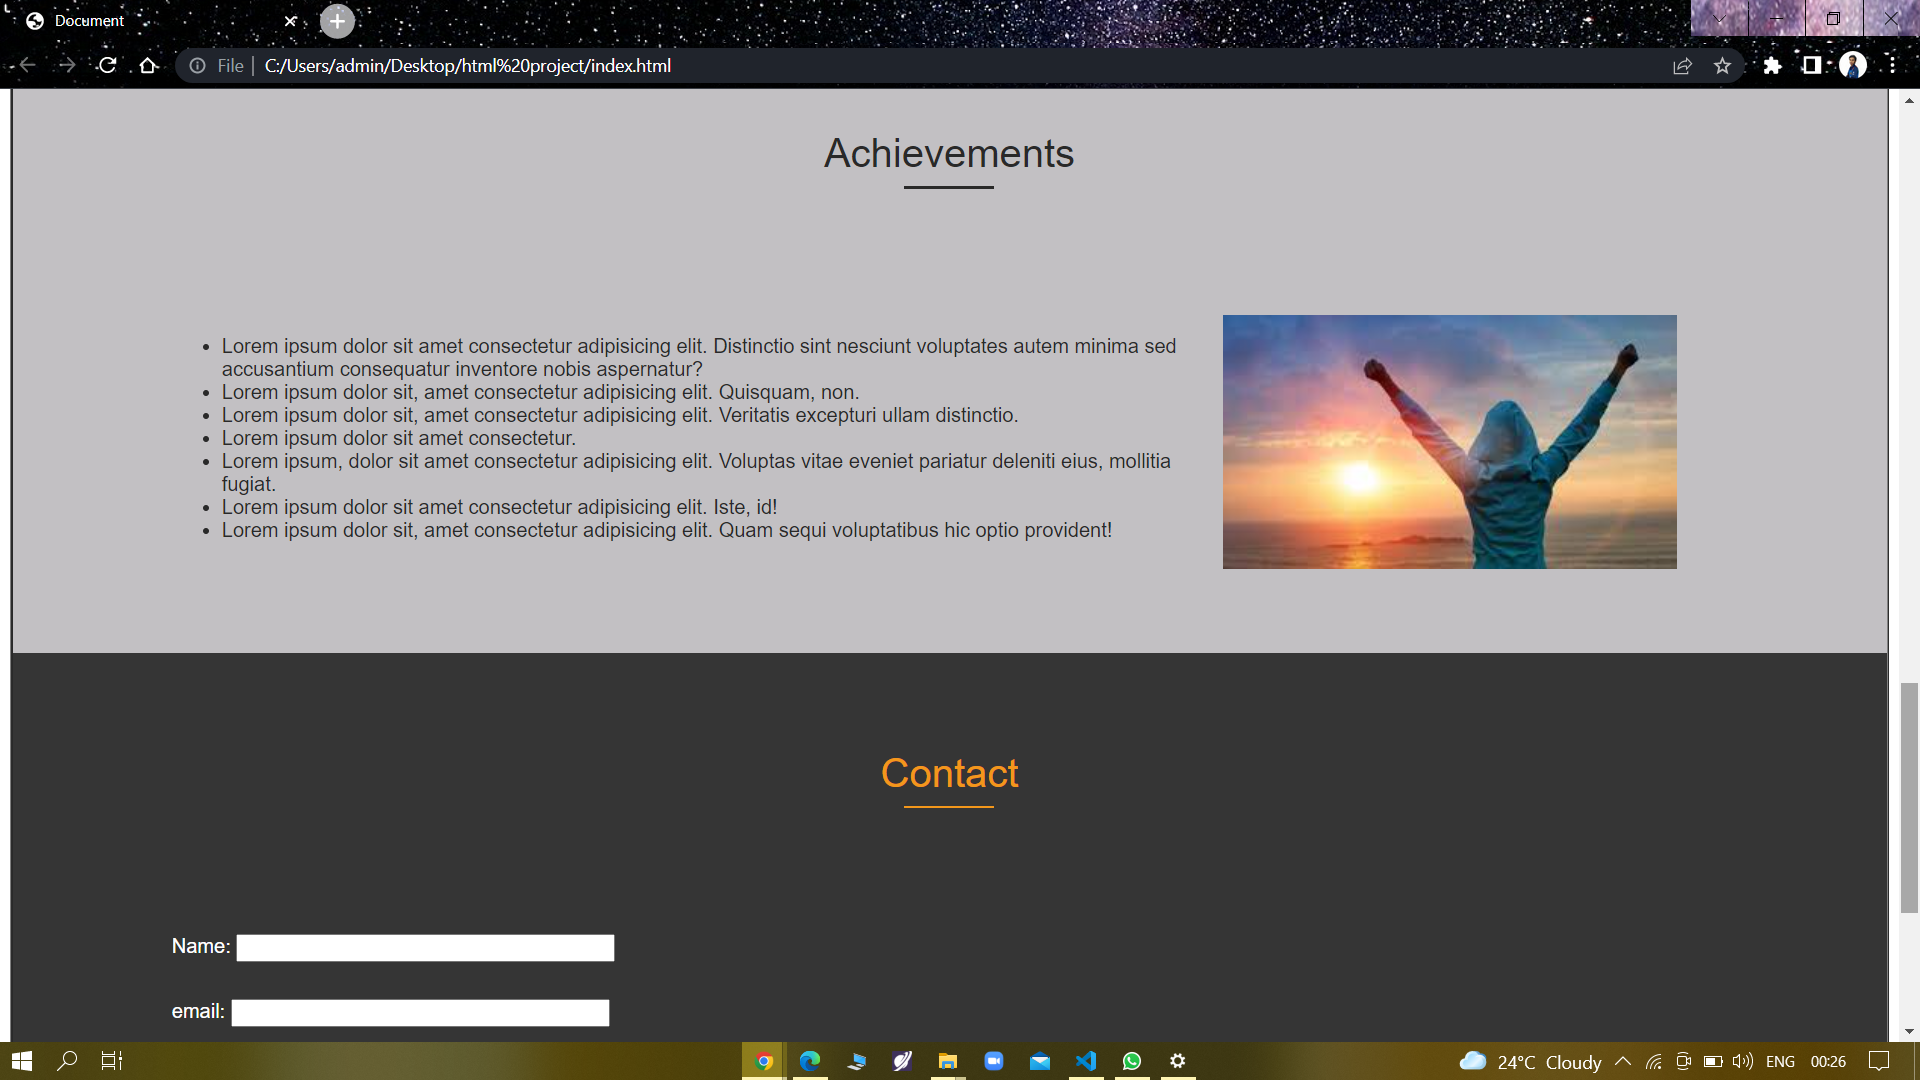 Document
File
C:/Users/admin/Desktop/html%20project/index.html
Achievements
Lorem ipsum dolor sit amet consectetur adipisicing elit. Distinctio sint nesciunt voluptates autem minima sed
accusantium consequatur inventore nobis aspernatur?
Lorem ipsum dolor sit, amet consectetur adipisicing elit. Quisquam, non.
Lorem ipsum dolor sit, amet consectetur adipisicing elit. Veritatis excepturi ullam distinctio.
Lorem ipsum dolor sit amet consectetur.
Lorem ipsum, dolor sit amet consectetur adipisicing elit. Voluptas vitae eveniet pariatur deleniti eius, mollitia
fugiat.
Lorem ipsum dolor sit amet consectetur adipisicing elit. Iste, id!
Lorem ipsum dolor sit, amet consectetur adipisicing elit. Quam sequi voluptatibus hic optio provident!
Contact
Name:
email:
24°C Cloudy ENG 00:26